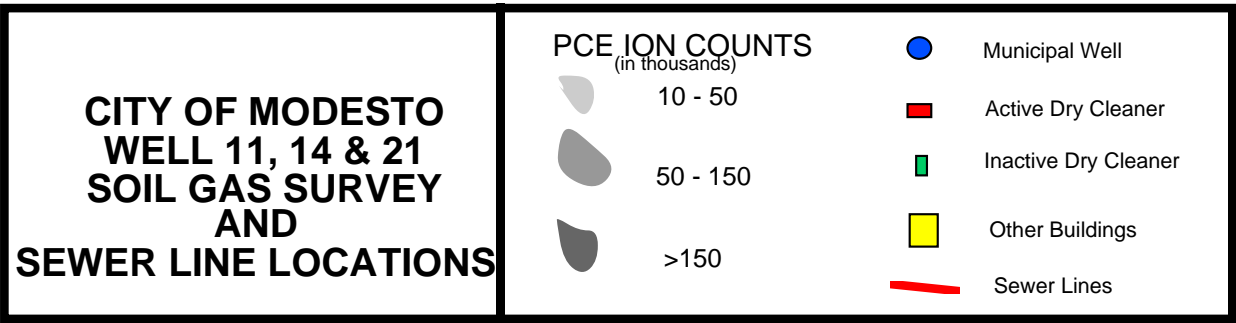 CITY OF MODESTO
WELL 11, 14 & 21
SOIL GAS SURVEY
AND
SEWER LINE LOCATIONS
PCE ION COUNTS
(in thousands)
10 - 50
50 - 150
>150
Municipal Well
Active Dry Cleaner
Inactive Dry Cleaner
Other Buildings
Sewer Lines